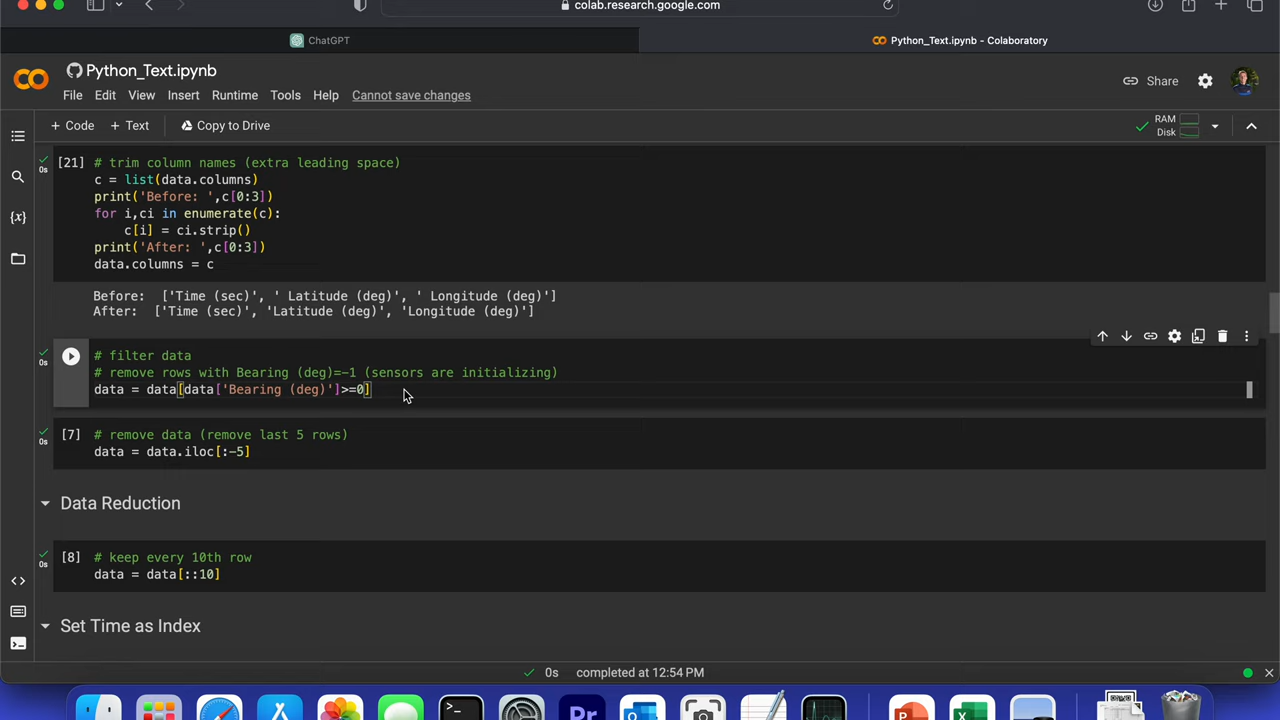 colab.research.google.com
ChatGPT
Python_Text.ipynb - Colaboratory
Python_Text.ipynb
Share
File Edit View Insert Runtime Tools Help Cannot save changes
+ Code + Text Copy to Drive
RAM
Disk
[21] # trim column names (extra leading space)
0s
c = list(data.columns)
print('Before: ',c[0:3])
for i,ci in enumerate(c):
c[i] = ci.strip()
print('After: ',c[0:3])
data.columns = c
Before:  ['Time (sec)', ' Latitude (deg)', ' Longitude (deg)']
After:  ['Time (sec)', 'Latitude (deg)', 'Longitude (deg)']
# filter data
0s
# remove rows with Bearing (deg)=-1 (sensors are initializing)
data = data[data['Bearing (deg)']>=0]
[7] # remove data (remove last 5 rows)
0s
data = data.iloc[:-5]
Data Reduction
[8] # keep every 10th row
0s
data = data[::10]
Set Time as Index
0s completed at 12:54 PM